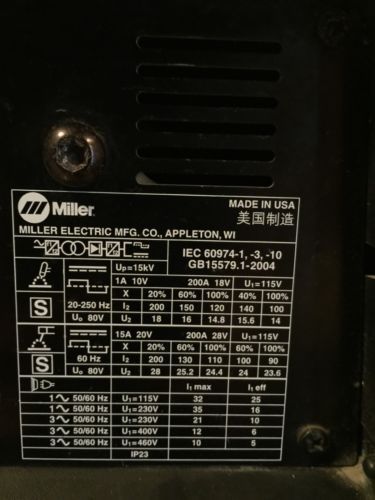 Miller
MADE IN USA
美国制造
MILLER ELECTRIC MFG. CO., APPLETON, WI
IEC 60974-1, -3, -10
GB15579.1-2004
UP=15kV
1A 10V 200A 18V U1=115V
X 20% 60% 100% 40% 100%
S 20-250 Hz I2 200 150 120 140 100
U0 80V U2 18 16 14.8 15.6 14
15A 20V 200A 28V U1=115V
X 20% 60% 100% 60% 100%
S 60 Hz I2 200 130 110 100 90
U0 80V U2 28 25.2 24.4 24 23.6
I1 max I1 eff
1 50/60 Hz U1=115V 32 25
1 50/60 Hz U1=230V 35 16
3 50/60 Hz U1=230V 21 10
3 50/60 Hz U1=400V 12 6
3 50/60 Hz U1=460V 10 5
IP23